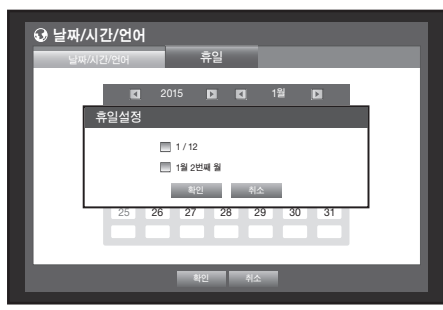 날짜/시간/언어
날짜/시간/언어 휴일
2015 1월
휴일설정
1 / 12
1월 2번째 월
확인 취소
25 26 27 28 29 30 31
확인 취소